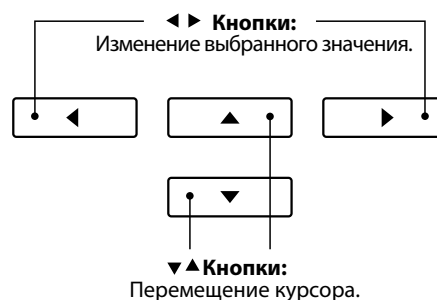 ◀ ▶ Кнопки:
Изменение выбранного значения.
▼▲Кнопки:
Перемещение курсора.